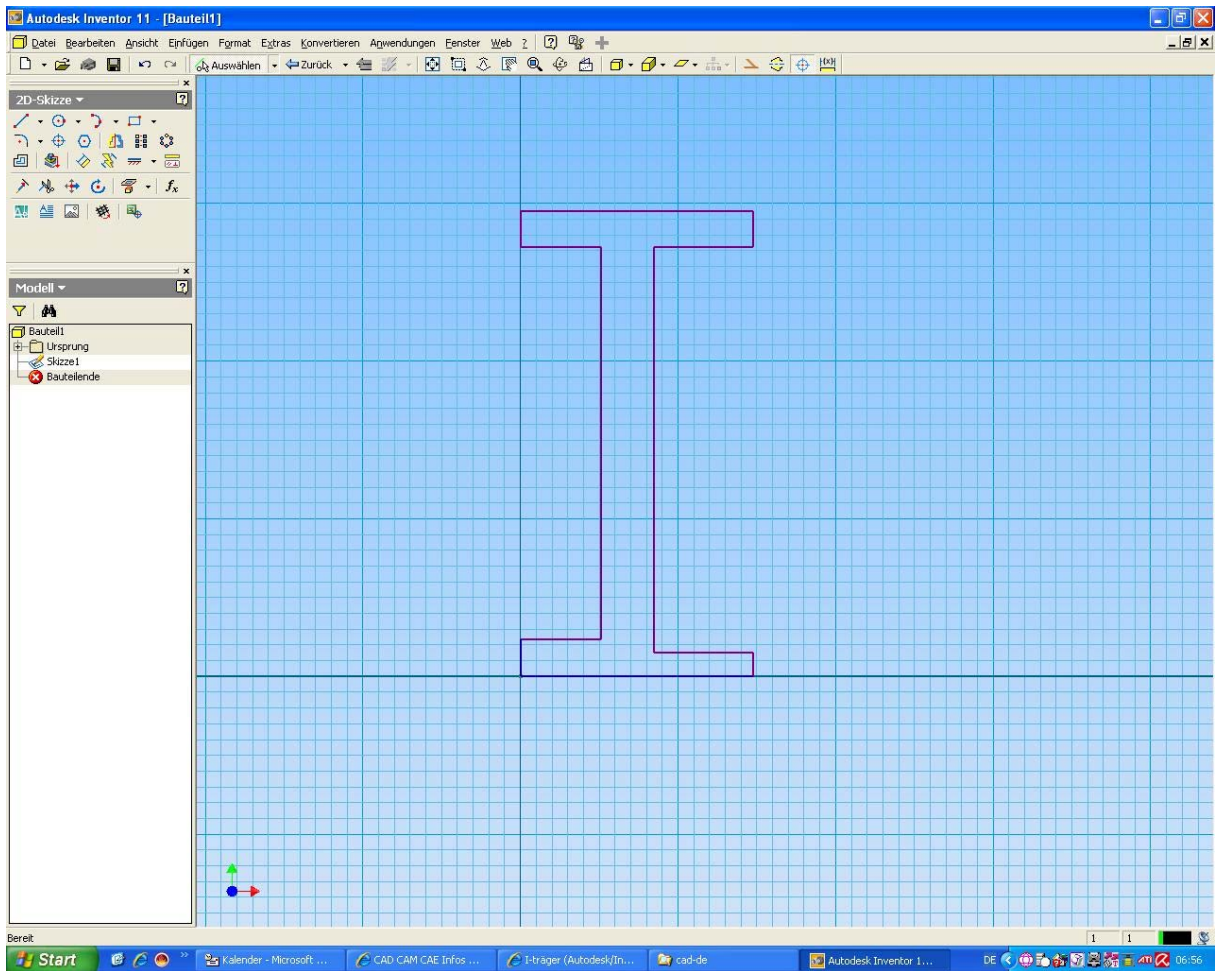 Autodesk Inventor 11 - [Bauteil1]
Datei Bearbeiten Ansicht Einfügen Format Extras Konvertieren Anwendungen Fenster Web ?
Auswählen Zurück
2D-Skizze
fx
Modell
Bauteil1
Ursprung
Skizze1
Bauteilende
Bereit
1 1
Start Kalender - Microsoft ... CAD CAM CAE Infos ... I-träger (Autodesk/In... cad-de Autodesk Inventor 1... DE ATI 06:56